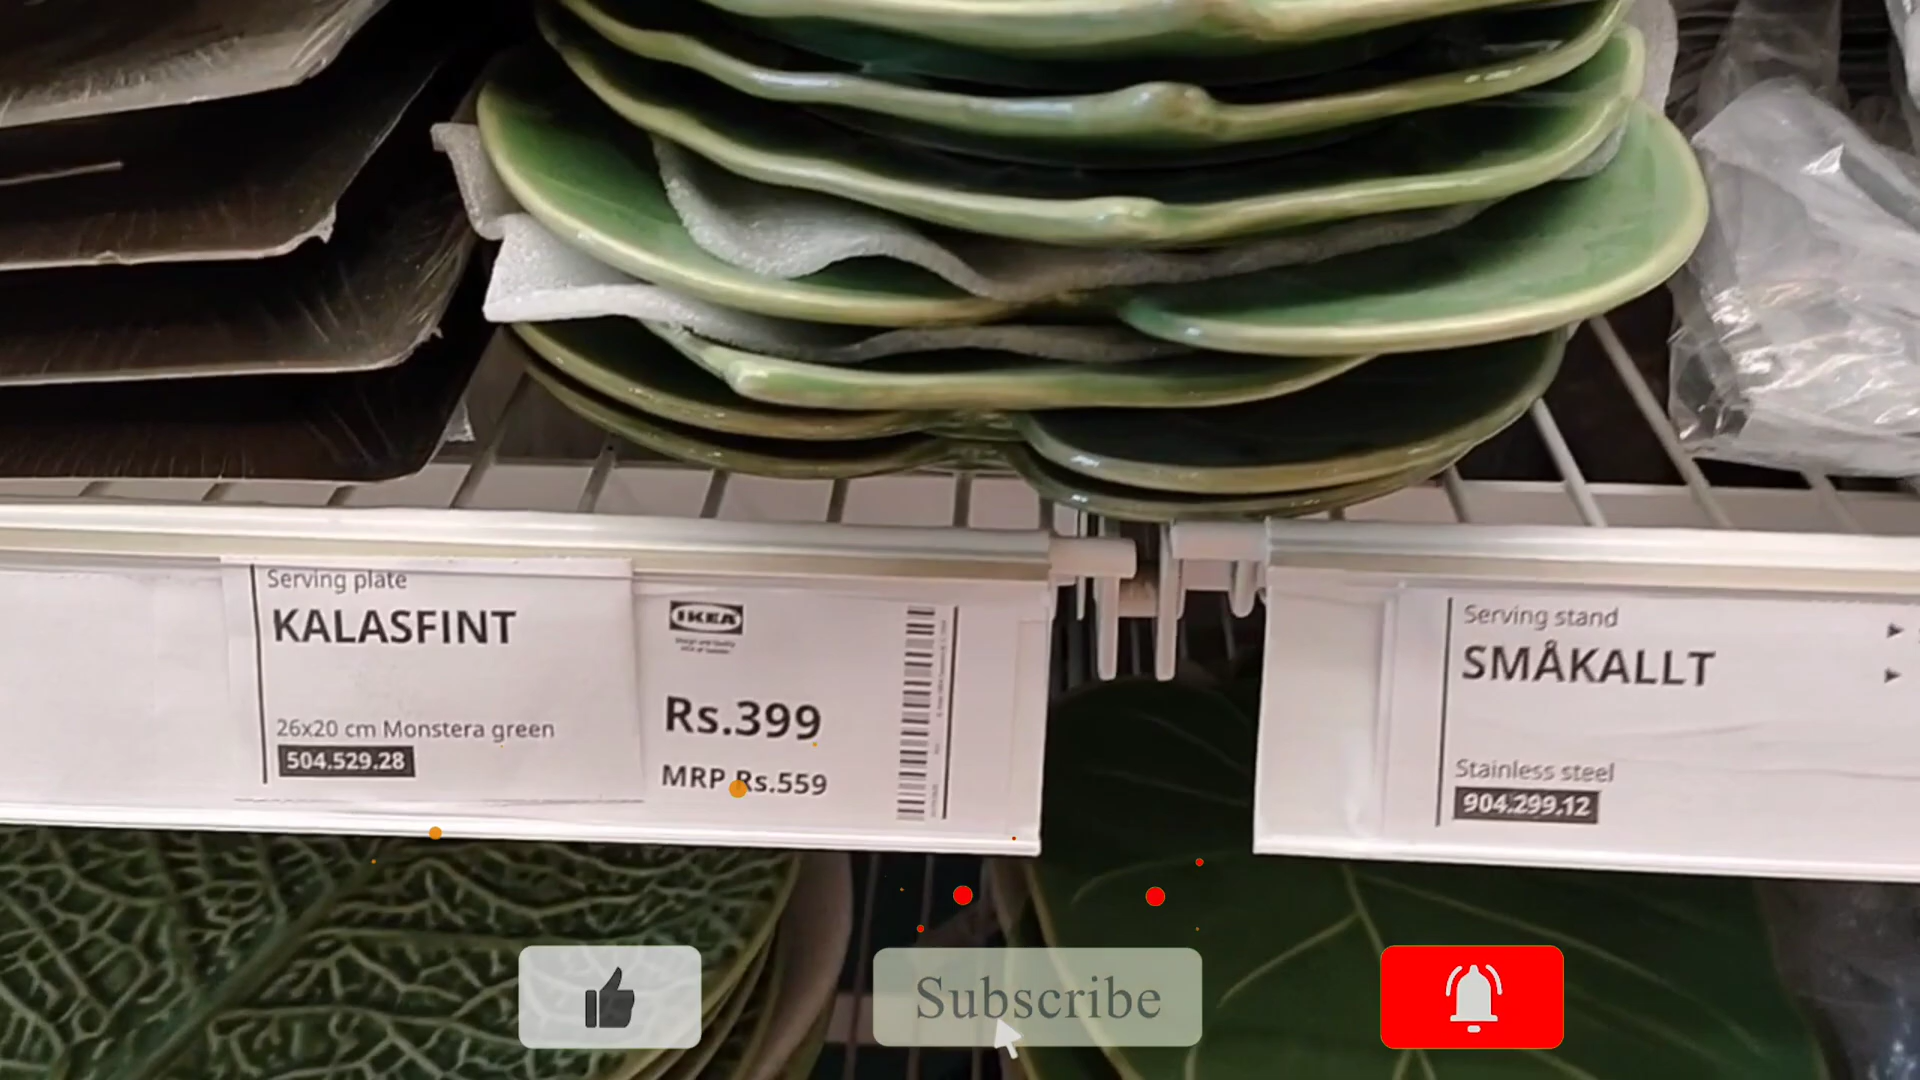 Serving plate
KALASFINT
26x20 cm Monstera green
504.529.28
IKEA
Rs.399
MRP Rs.559
Serving stand
SMÅKALLT
Stainless steel
904.299.12
Subscribe